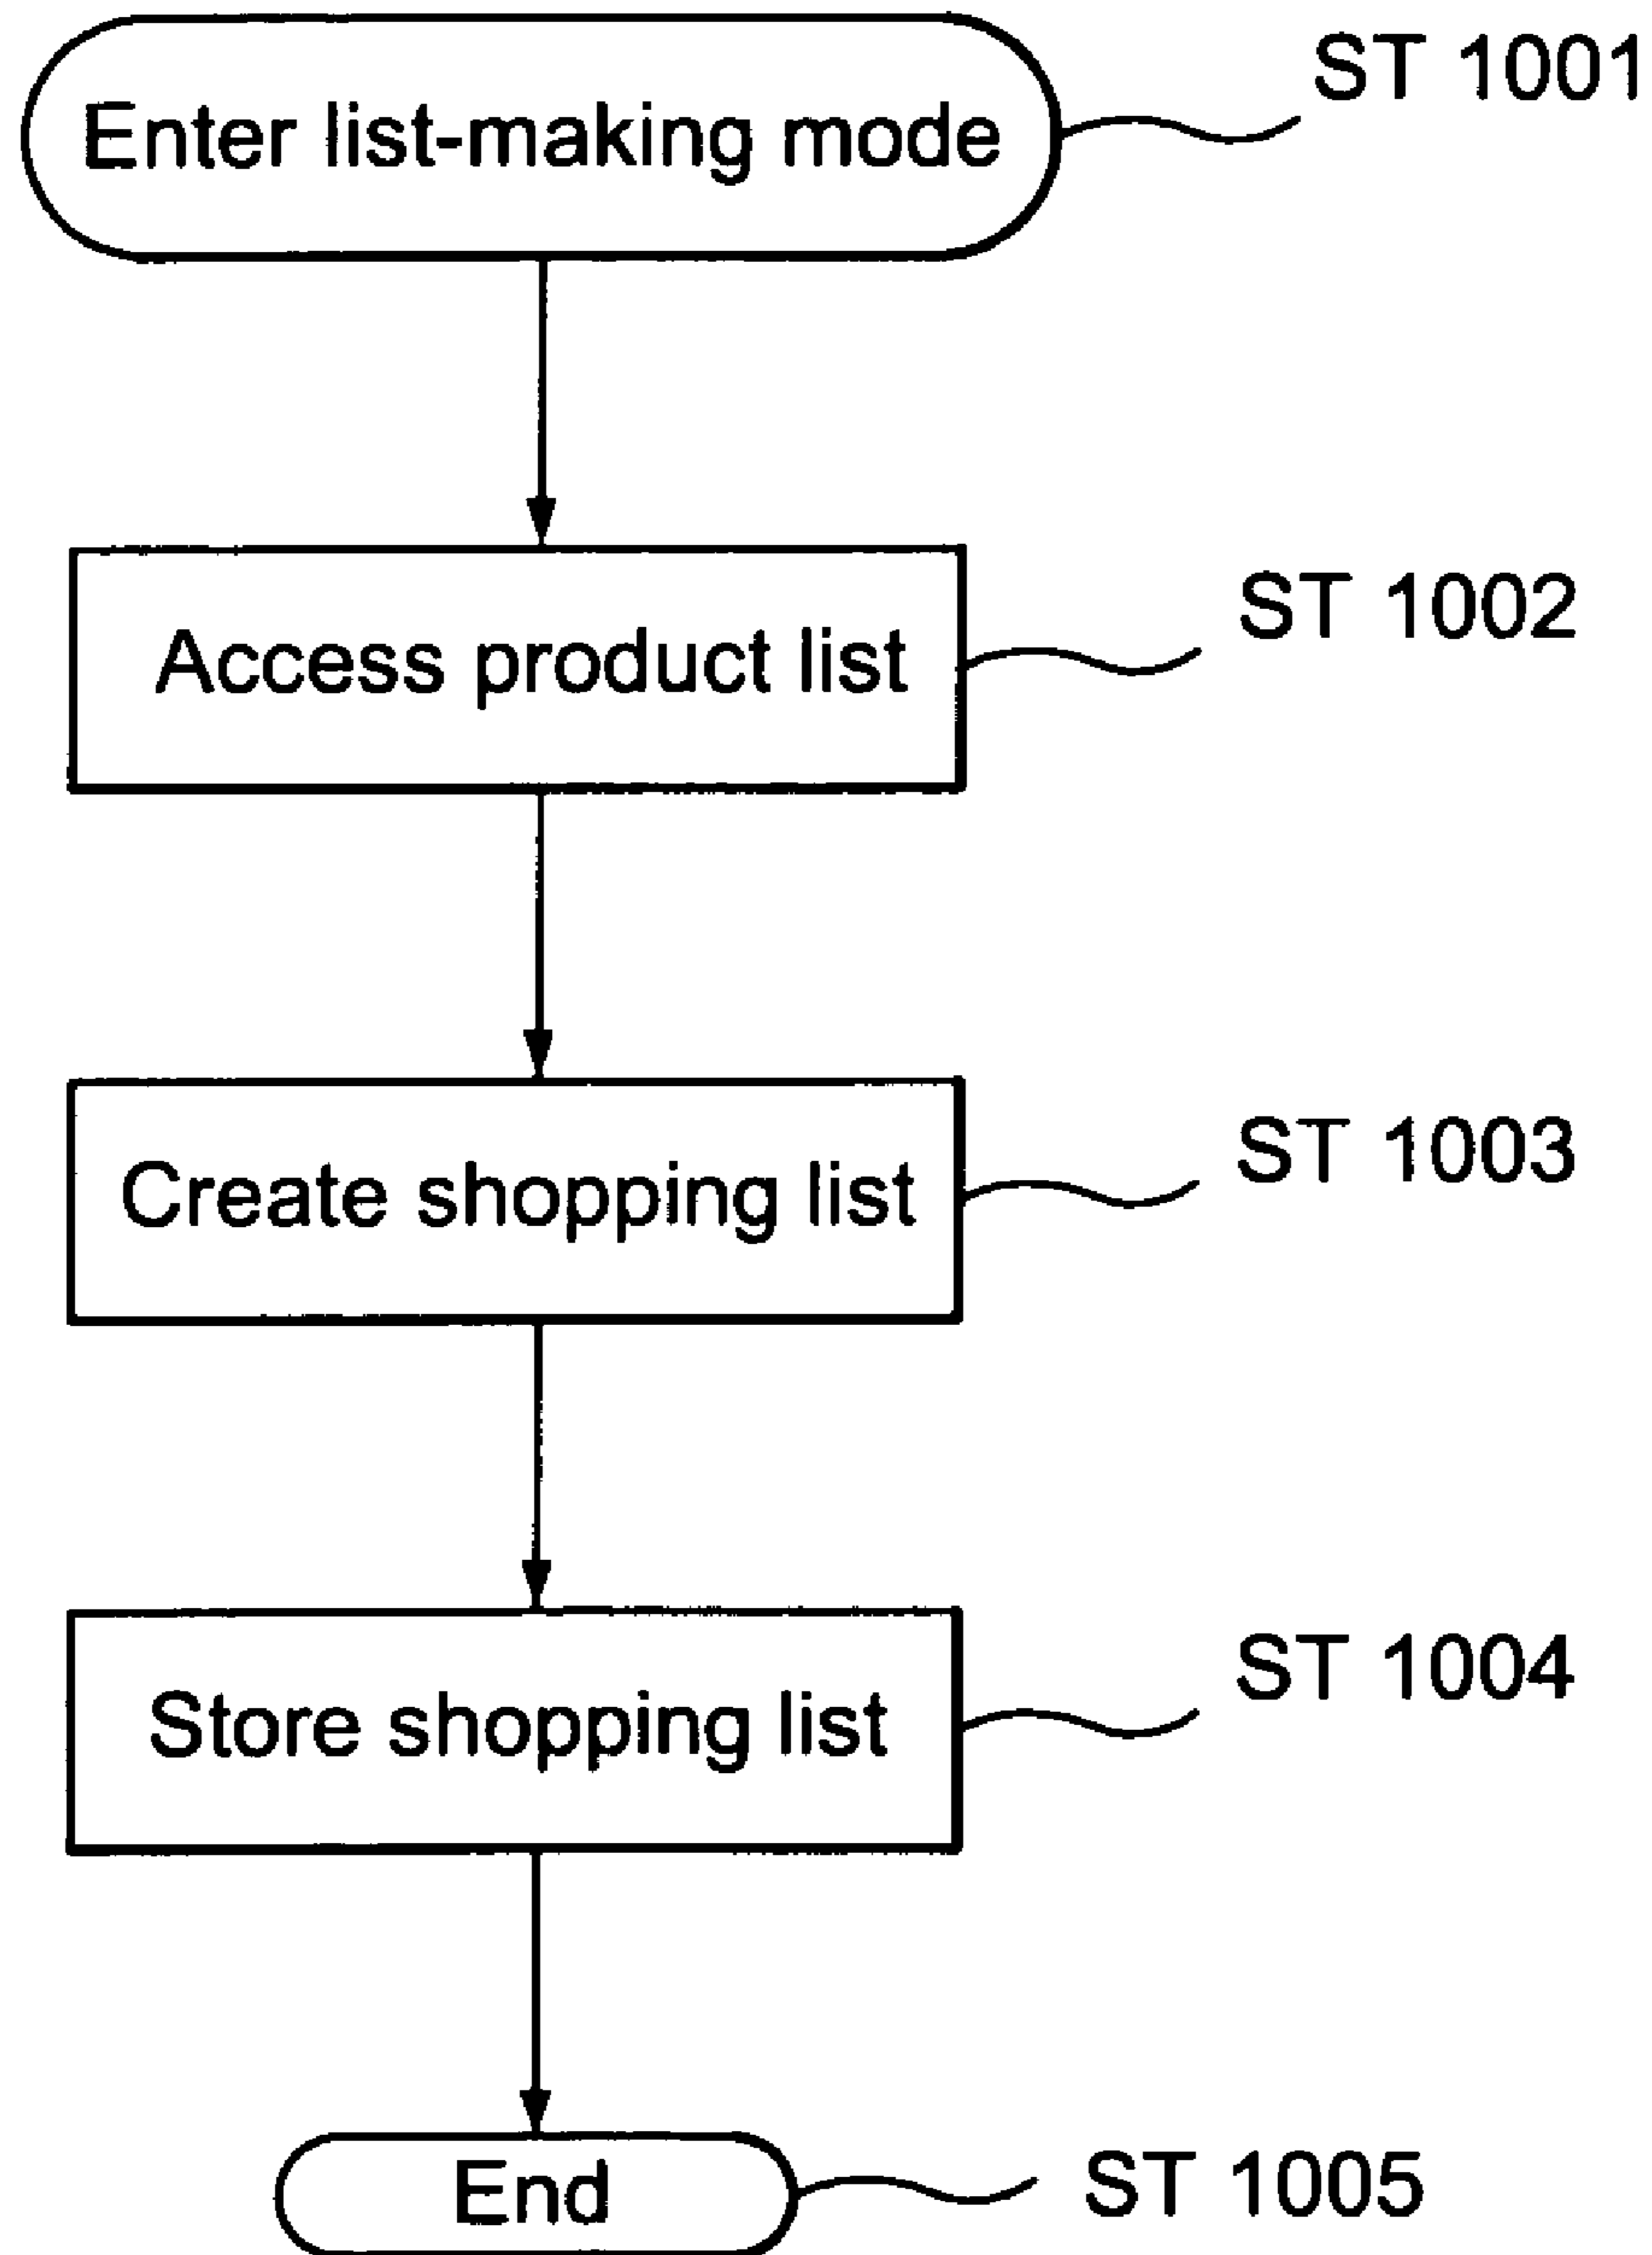 Enter list-making mode
ST 1001
Access product list
ST 1002
Create shopping list
ST 1003
Store shopping list
ST 1004
End
ST 1005